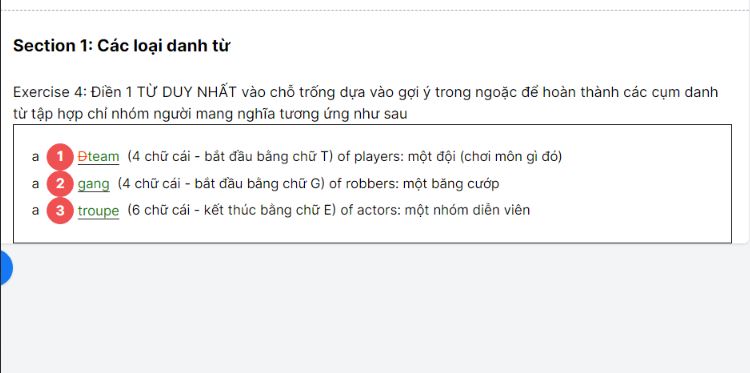 Section 1: Các loại danh từ
Exercise 4: Điền 1 TỪ DUY NHẤT vào chỗ trống dựa vào gợi ý trong ngoặc để hoàn thành các cụm danh
từ tập hợp chỉ nhóm người mang nghĩa tương ứng như sau
a 1 Đteam (4 chữ cái - bắt đầu bằng chữ T) of players: một đội (chơi môn gì đó)
a 2 gang (4 chữ cái - bắt đầu bằng chữ G) of robbers: một băng cướp
a 3 troupe (6 chữ cái - kết thúc bằng chữ E) of actors: một nhóm diễn viên